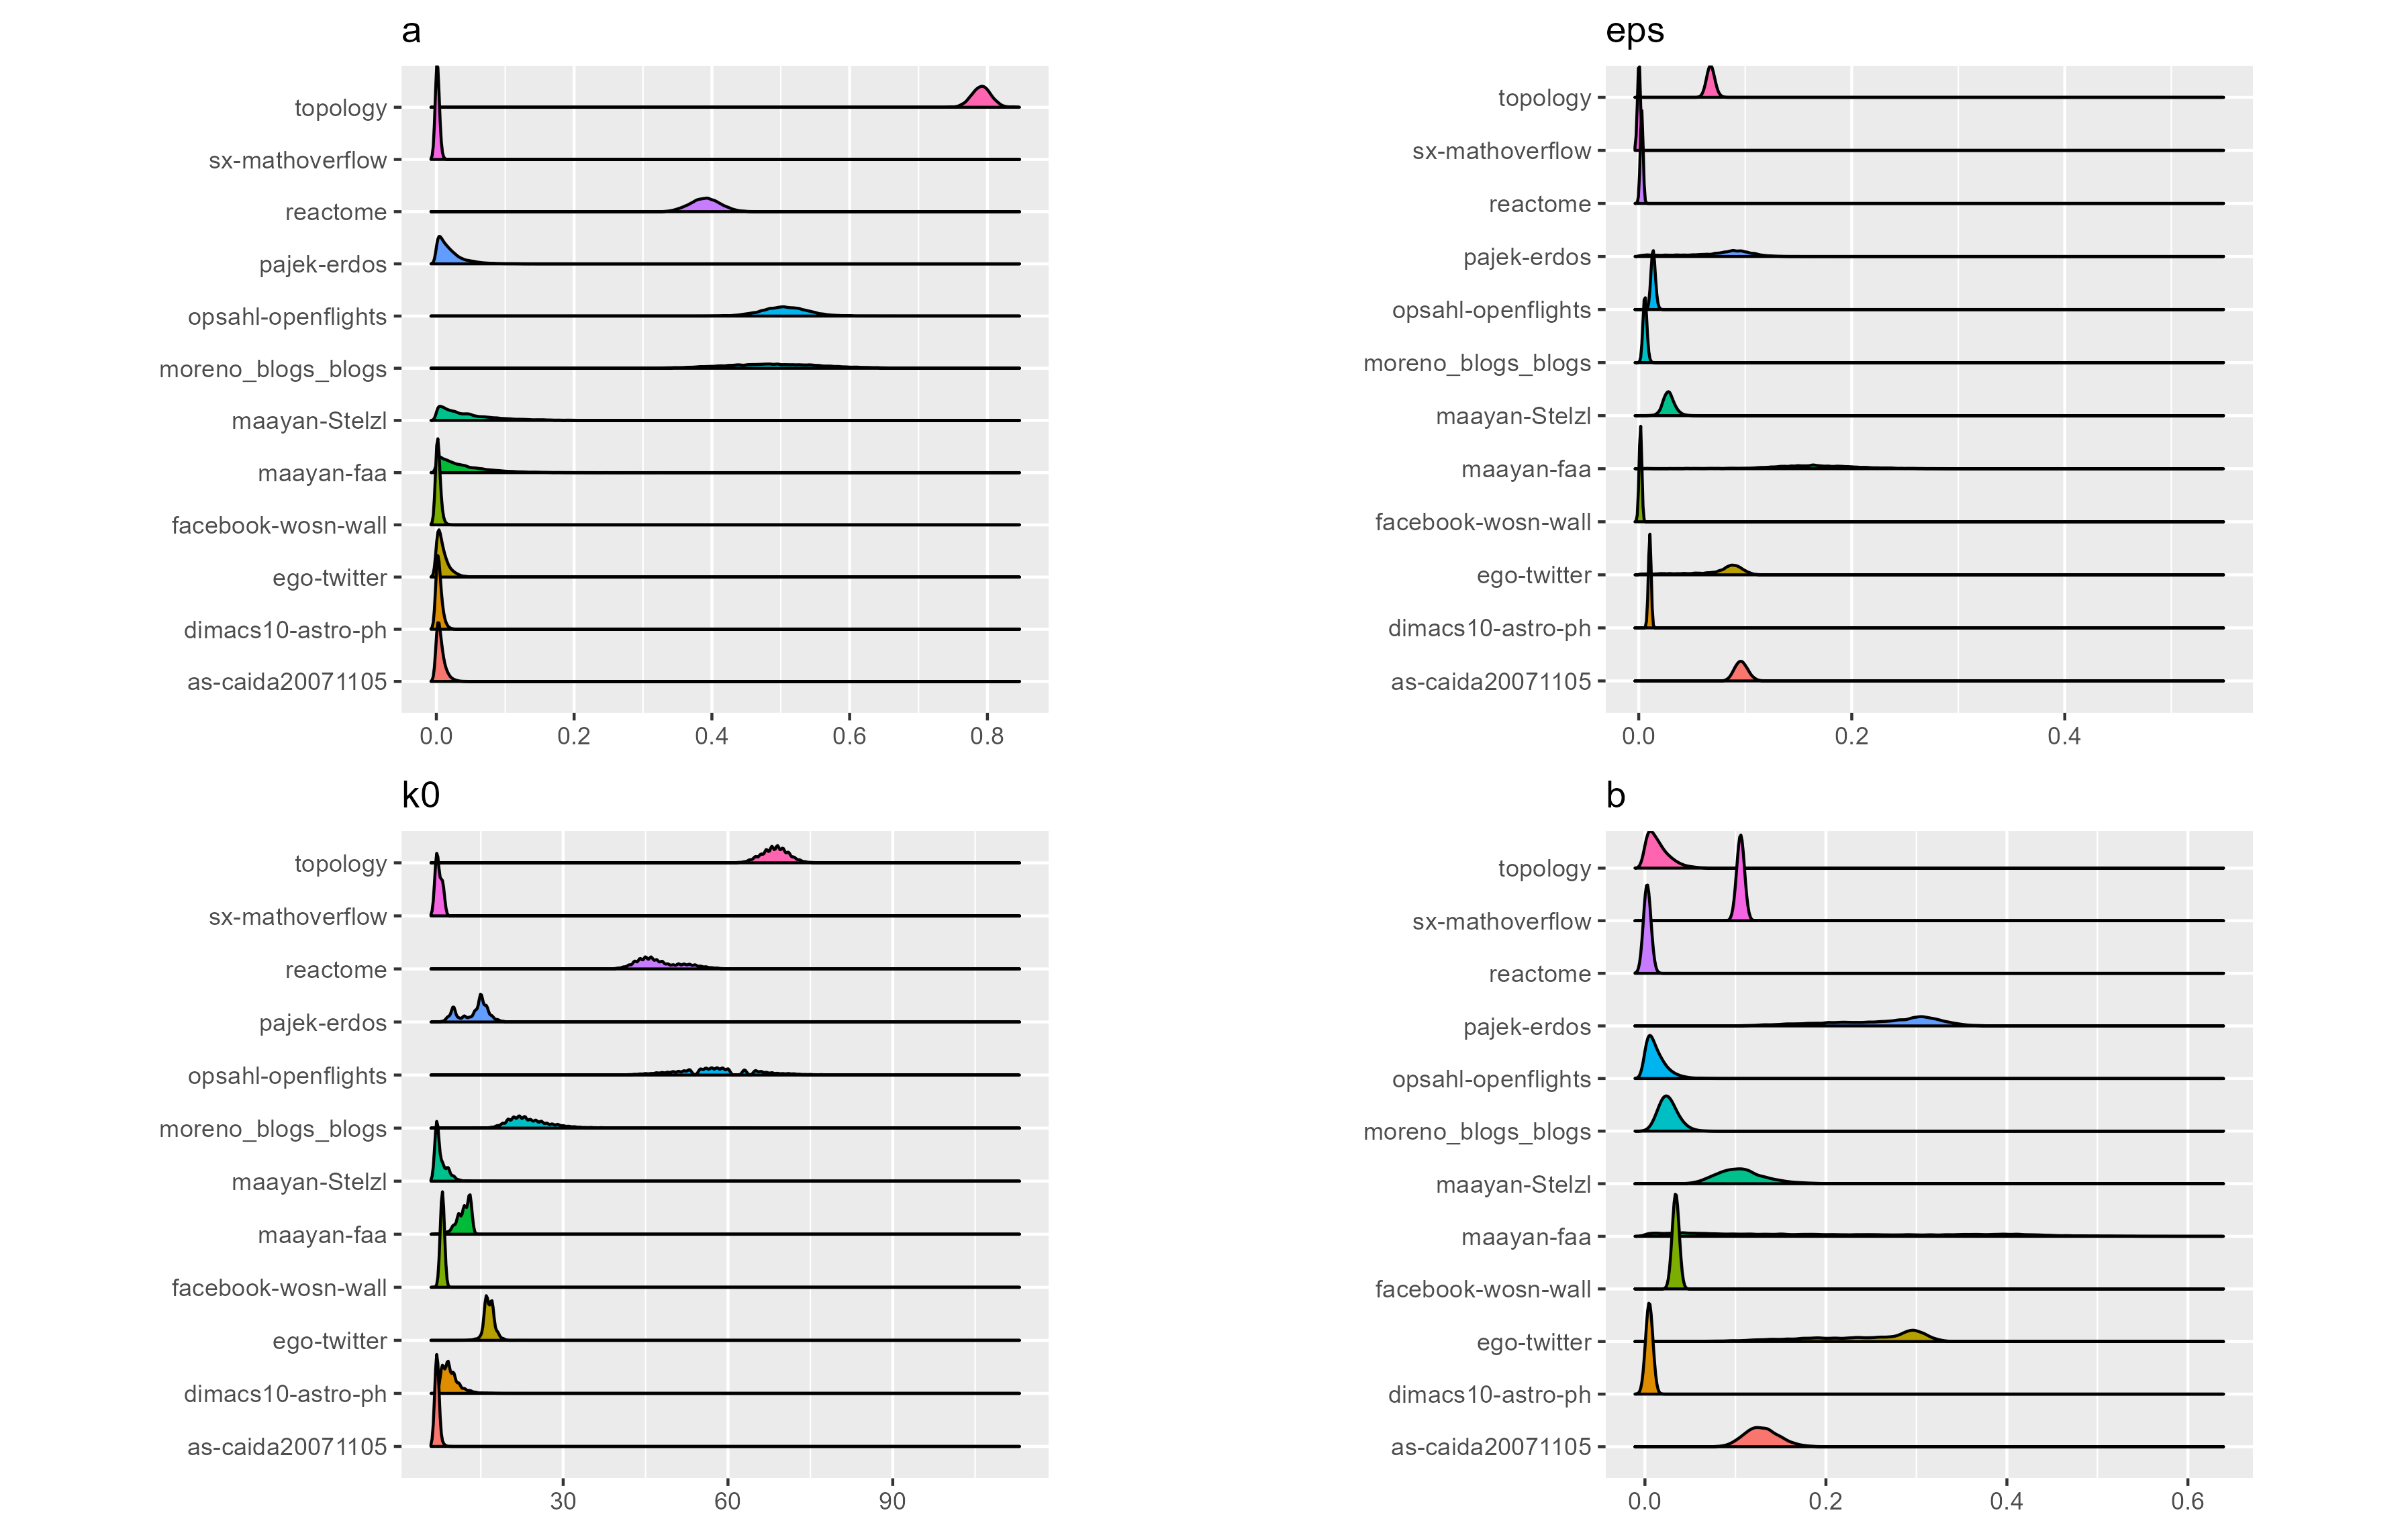 a
topology
sx-mathoverflow
reactome
pajek-erdos
opsahl-openflights
moreno_blogs_blogs
maayan-Stelzl
maayan-faa
facebook-wosn-wall
ego-twitter
dimacs10-astro-ph
as-caida20071105
0.0 0.2 0.4 0.6 0.8
eps
topology
sx-mathoverflow
reactome
pajek-erdos
opsahl-openflights
moreno_blogs_blogs
maayan-Stelzl
maayan-faa
facebook-wosn-wall
ego-twitter
dimacs10-astro-ph
as-caida20071105
0.0 0.2 0.4
k0
topology
sx-mathoverflow
reactome
pajek-erdos
opsahl-openflights
moreno_blogs_blogs
maayan-Stelzl
maayan-faa
facebook-wosn-wall
ego-twitter
dimacs10-astro-ph
as-caida20071105
30 60 90
b
topology
sx-mathoverflow
reactome
pajek-erdos
opsahl-openflights
moreno_blogs_blogs
maayan-Stelzl
maayan-faa
facebook-wosn-wall
ego-twitter
dimacs10-astro-ph
as-caida20071105
0.0 0.2 0.4 0.6